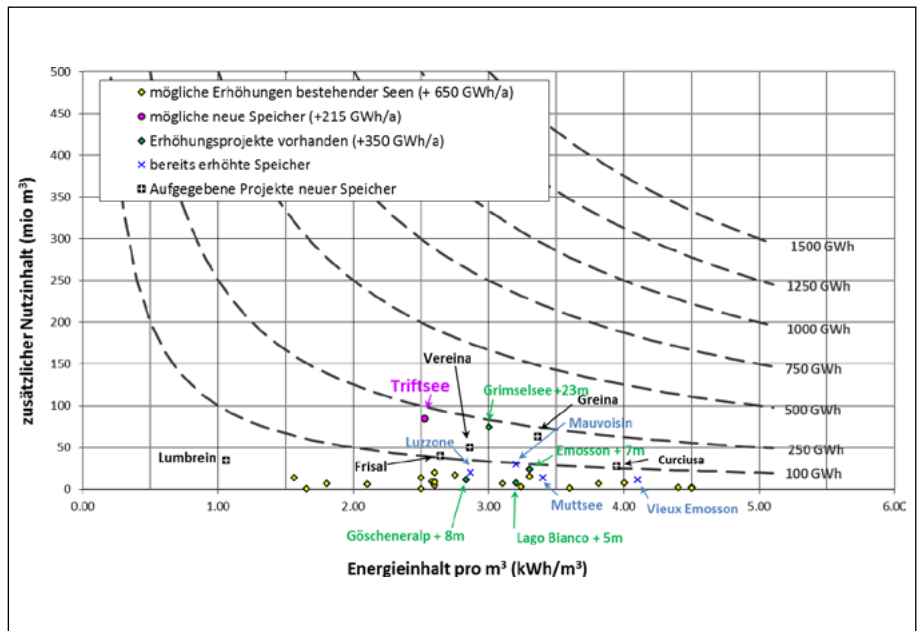 500
450
400
350
300
250
200
150
100
50
0
zusätzlicher Nutzinhalt (mio m³)
mögliche Erhöhungen bestehender Seen (+ 650 GWh/a)
mögliche neue Speicher (+215 GWh/a)
Erhöhungsprojekte vorhanden (+350 GWh/a)
bereits erhöhte Speicher
Aufgegebene Projekte neuer Speicher
1500 GWh
1250 GWh
1000 GWh
750 GWh
500 GWh
250 GWh
100 GWh
Vereina
Triftsee
Grimselsee +23m
Greina
Mauvoisin
Luzzone
Emosson + 7m
Lumbrein
Frisal
Curciusa
Muttsee
Vieux Emosson
Göscheneralp + 8m
Lago Bianco + 5m
0.00 1.00 2.00 3.00 4.00 5.00 6.00
Energieinhalt pro m³ (kWh/m³)